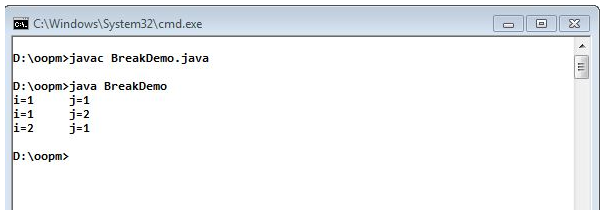 C:\Windows\System32\cmd.exe
D:\oopm>javac BreakDemo.java
D:\oopm>java BreakDemo
i=1 j=1
i=1 j=2
i=2 j=1
D:\oopm>